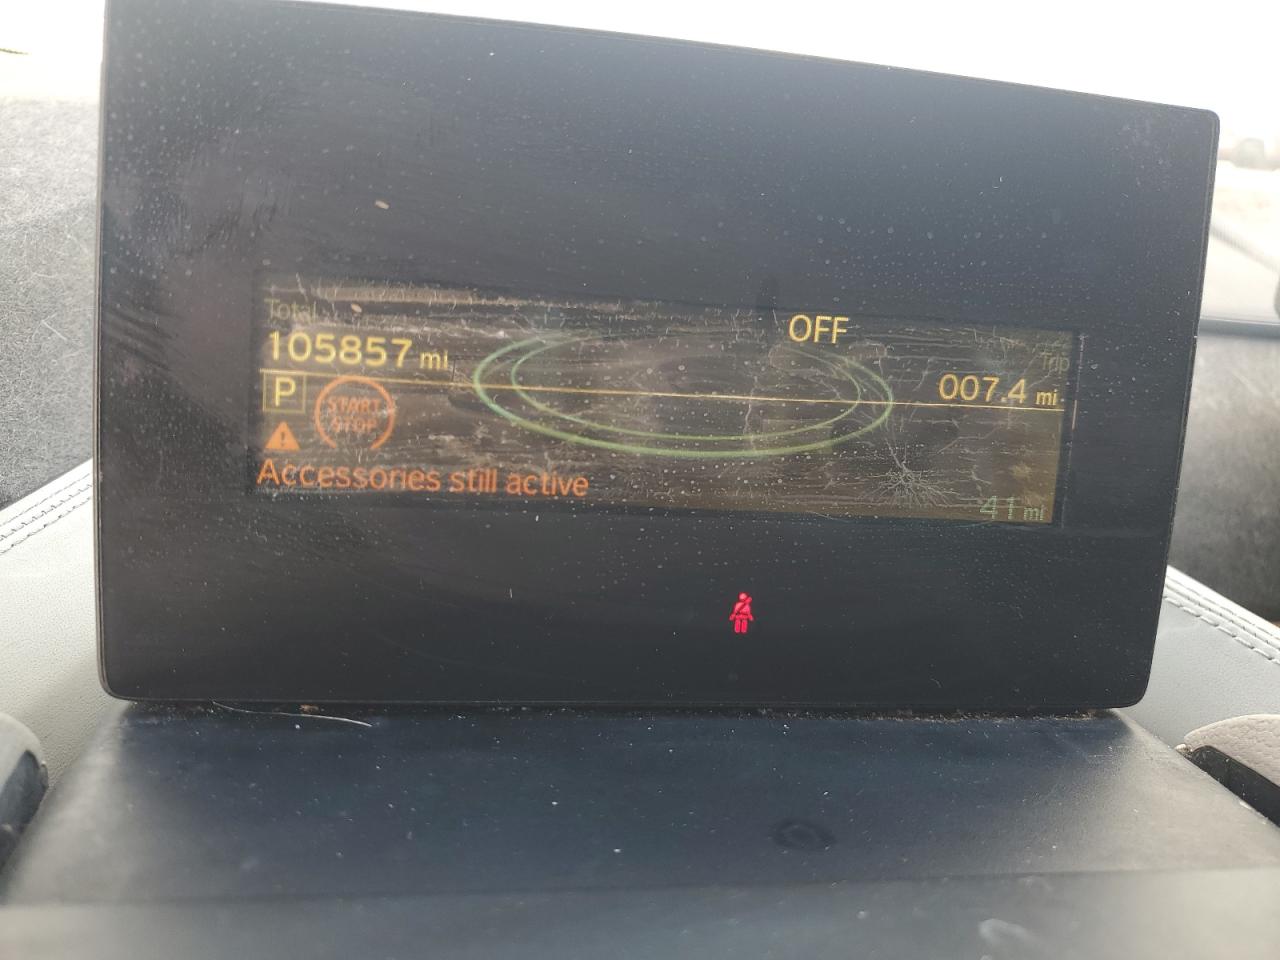 Total
105857 mi
OFF
Trip
007.4 mi
P
START
STOP
Accessories still active
41 mi